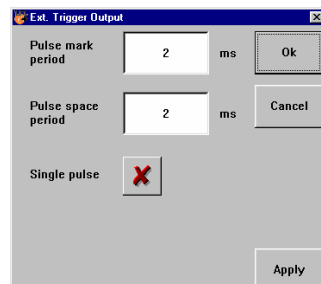 Ext. Trigger Output
Pulse mark period
2 ms
Ok
Pulse space period
2 ms
Cancel
Single pulse
Apply